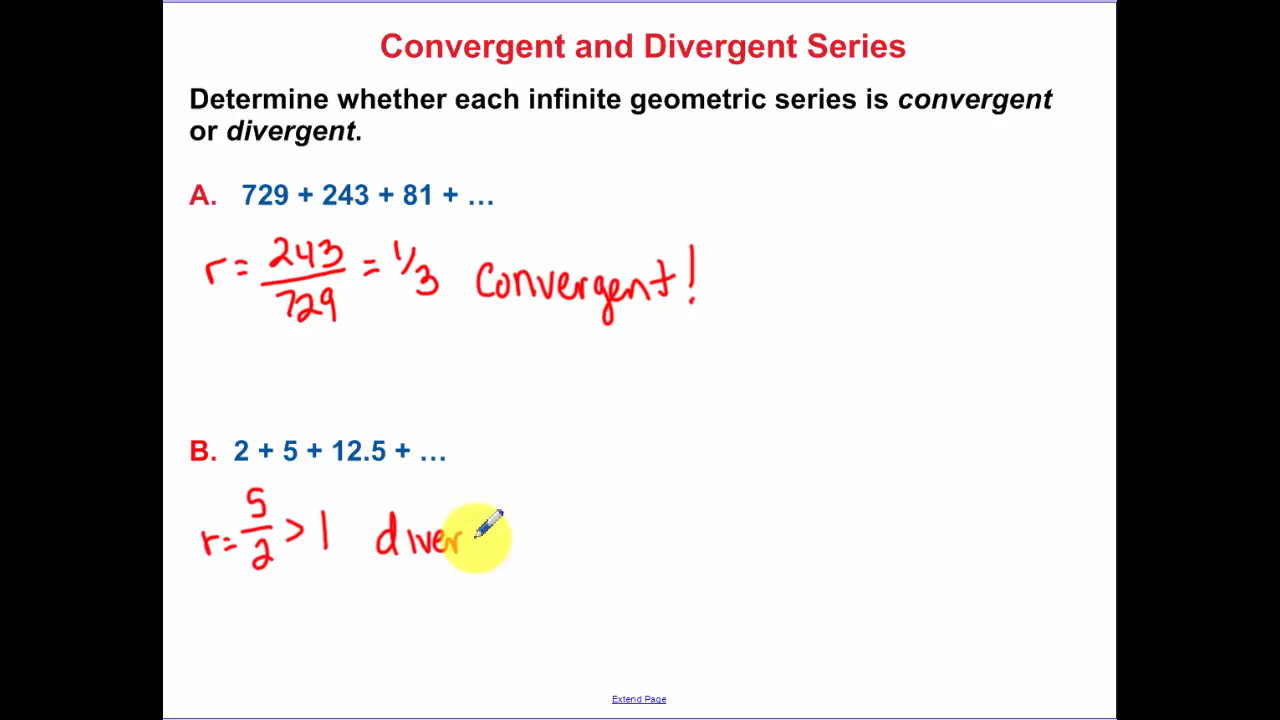 Convergent and Divergent Series
Determine whether each infinite geometric series is convergent
or divergent.
A. 729 + 243 + 81 + …
r = 243/729 = 1/3 Convergent!
B. 2 + 5 + 12.5 + …
r = 5/2 > 1 diver
Extend Page